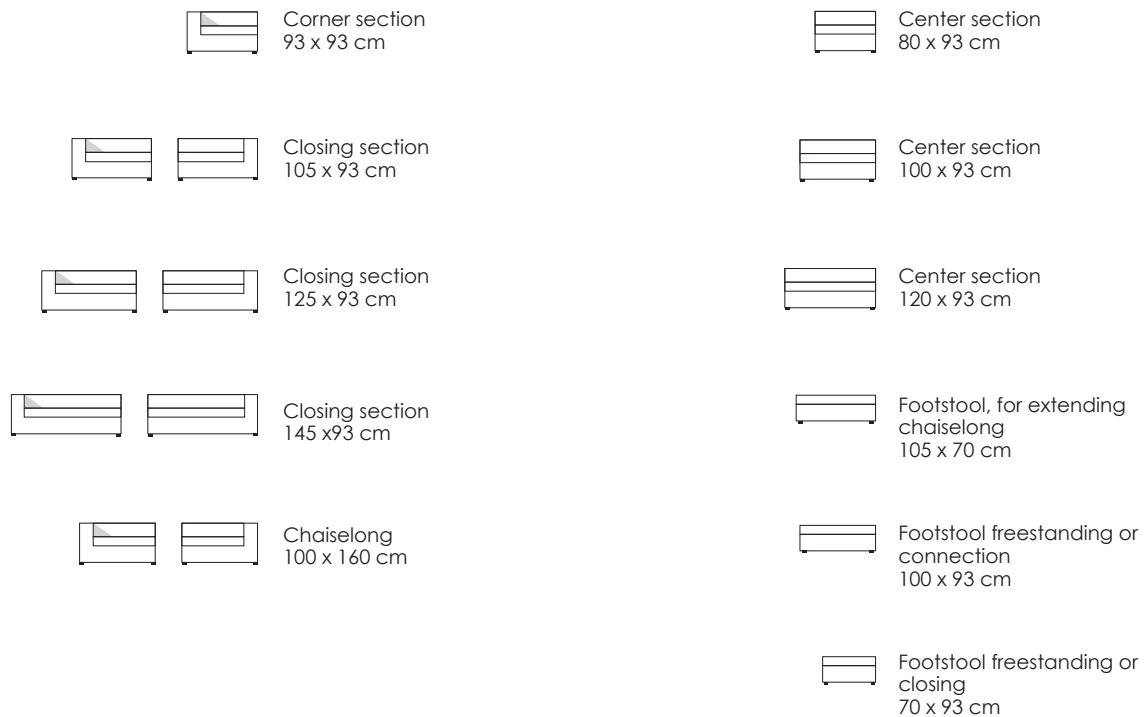 Corner section
93 x 93 cm
Closing section
105 x 93 cm
Closing section
125 x 93 cm
Closing section
145 x93 cm
Chaiselong
100 x 160 cm
Center section
80 x 93 cm
Center section
100 x 93 cm
Center section
120 x 93 cm
Footstool, for extending
chaiselong
105 x 70 cm
Footstool freestanding or
connection
100 x 93 cm
Footstool freestanding or
closing
70 x 93 cm